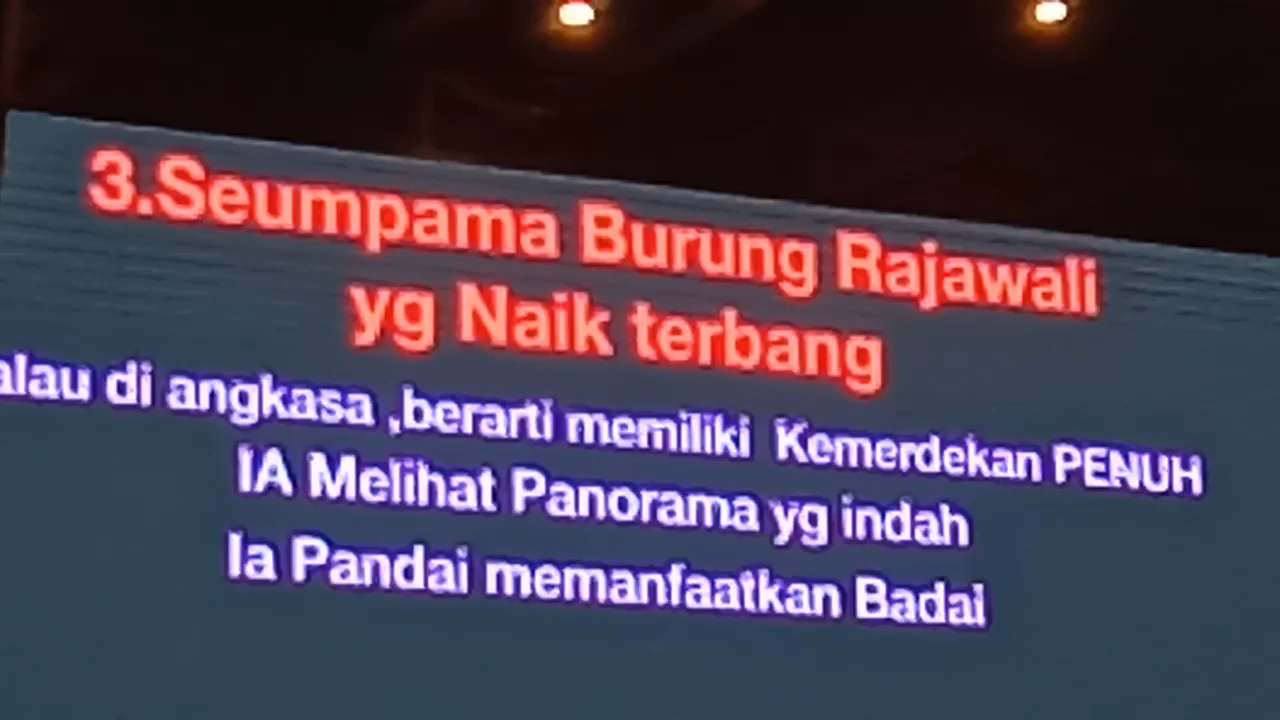 3.Seumpama Burung Rajawali
yg Naik terbang
alau di angkasa ,berarti memiliki Kemerdekan PENUH
IA Melihat Panorama yg indah
Ia Pandai memanfaatkan Badai